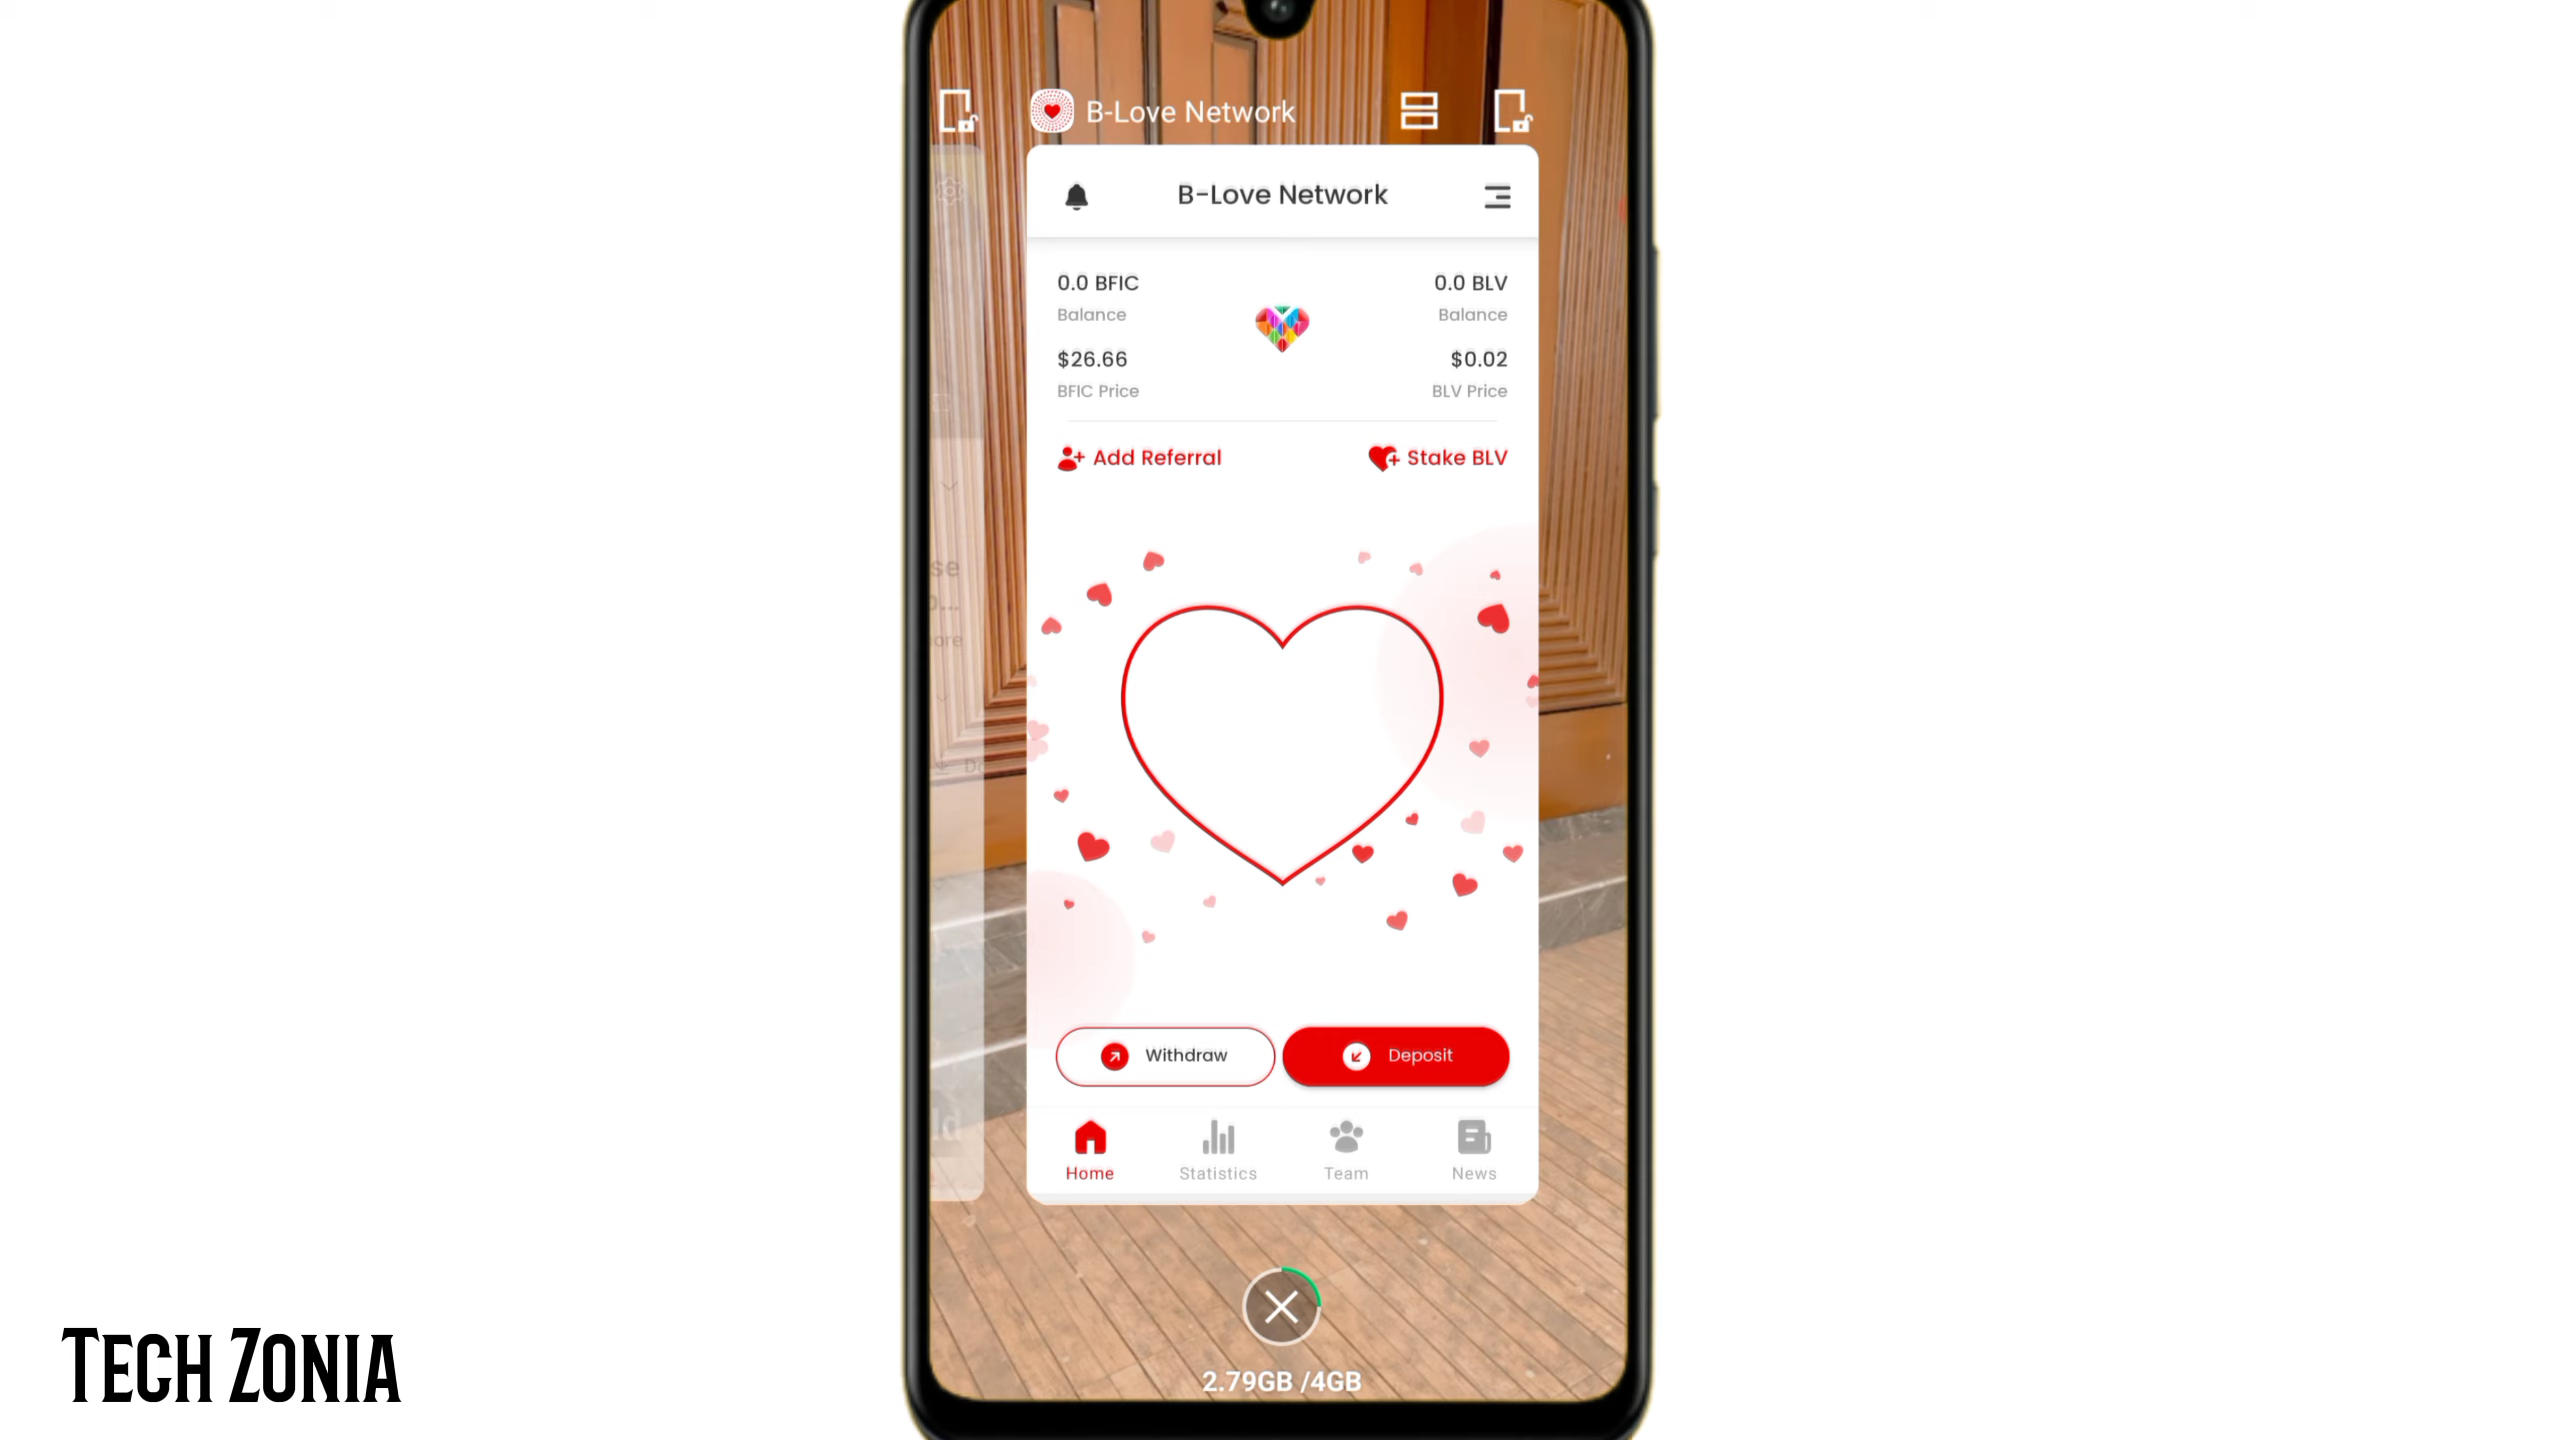 B-Love Network
B-Love Network
0.0 BFIC
0.0 BLV
Balance
Balance
$26.66
$0.02
BFIC Price
BLV Price
Add Referral
Stake BLV
Withdraw
Deposit
Home
Statistics
Team
News
2.79GB /4GB
TECH ZONIA